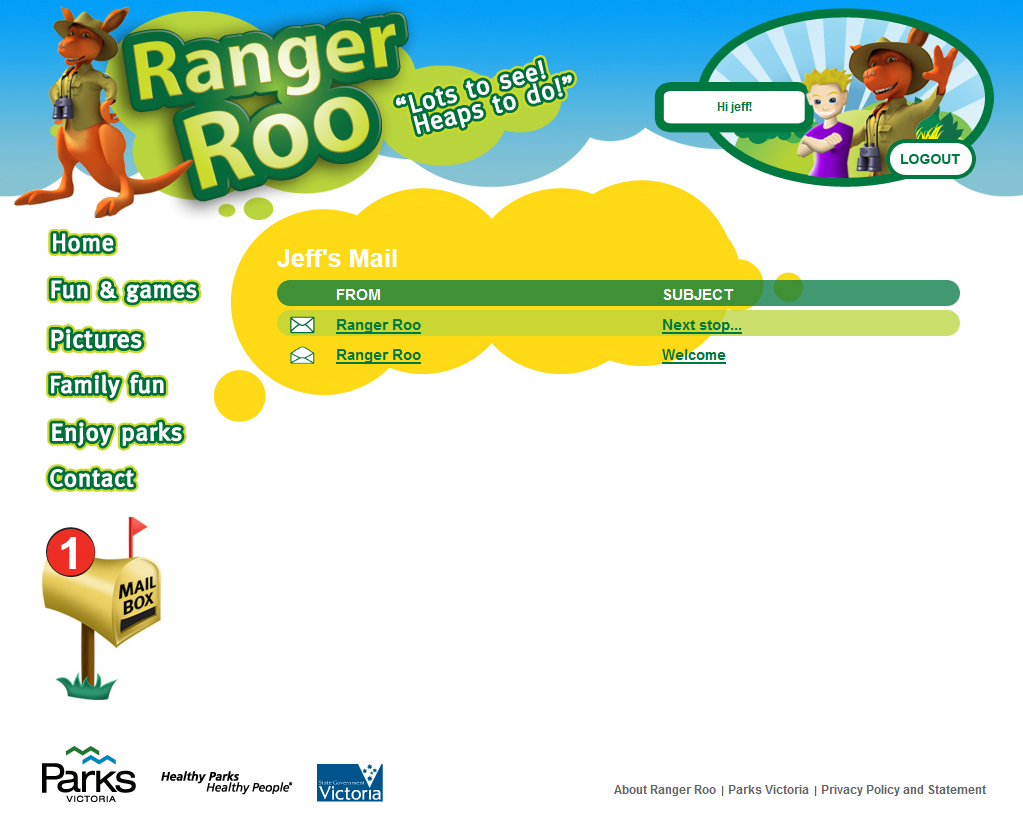 Ranger
Roo
“Lots to see!
Heaps to do!”
Hi jeff!
LOGOUT
Home
Fun & games
Pictures
Family fun
Enjoy parks
Contact
Jeff's Mail
FROM SUBJECT
Ranger Roo Next stop...
Ranger Roo Welcome
1
MAIL
BOX
Parks
VICTORIA
Healthy Parks
Healthy People®
State Government
Victoria
About Ranger Roo | Parks Victoria | Privacy Policy and Statement